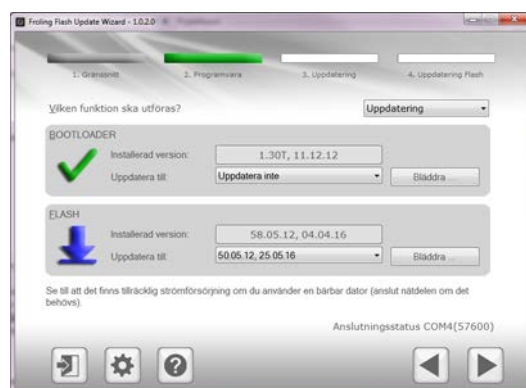 Froling Flash Update Wizard - 1.0.2.0
1. Gränssnitt
2. Programvara
3. Uppdatering
4. Uppdatering Flash
Vilken funktion ska utföras?
Uppdatering
BOOTLOADER
Installerad version:
1.30T, 11.12.12
Uppdatera till:
Uppdatera inte
Bläddra ...
FLASH
Installerad version:
58.05.12, 04.04.16
Uppdatera till:
50.05.12, 25.05.16
Bläddra ...
Se till att det finns tillräcklig strömförsörjning om du använder en bärbar dator (anslut nätdelen om det
behövs).
Anslutningsstatus COM4(57600)